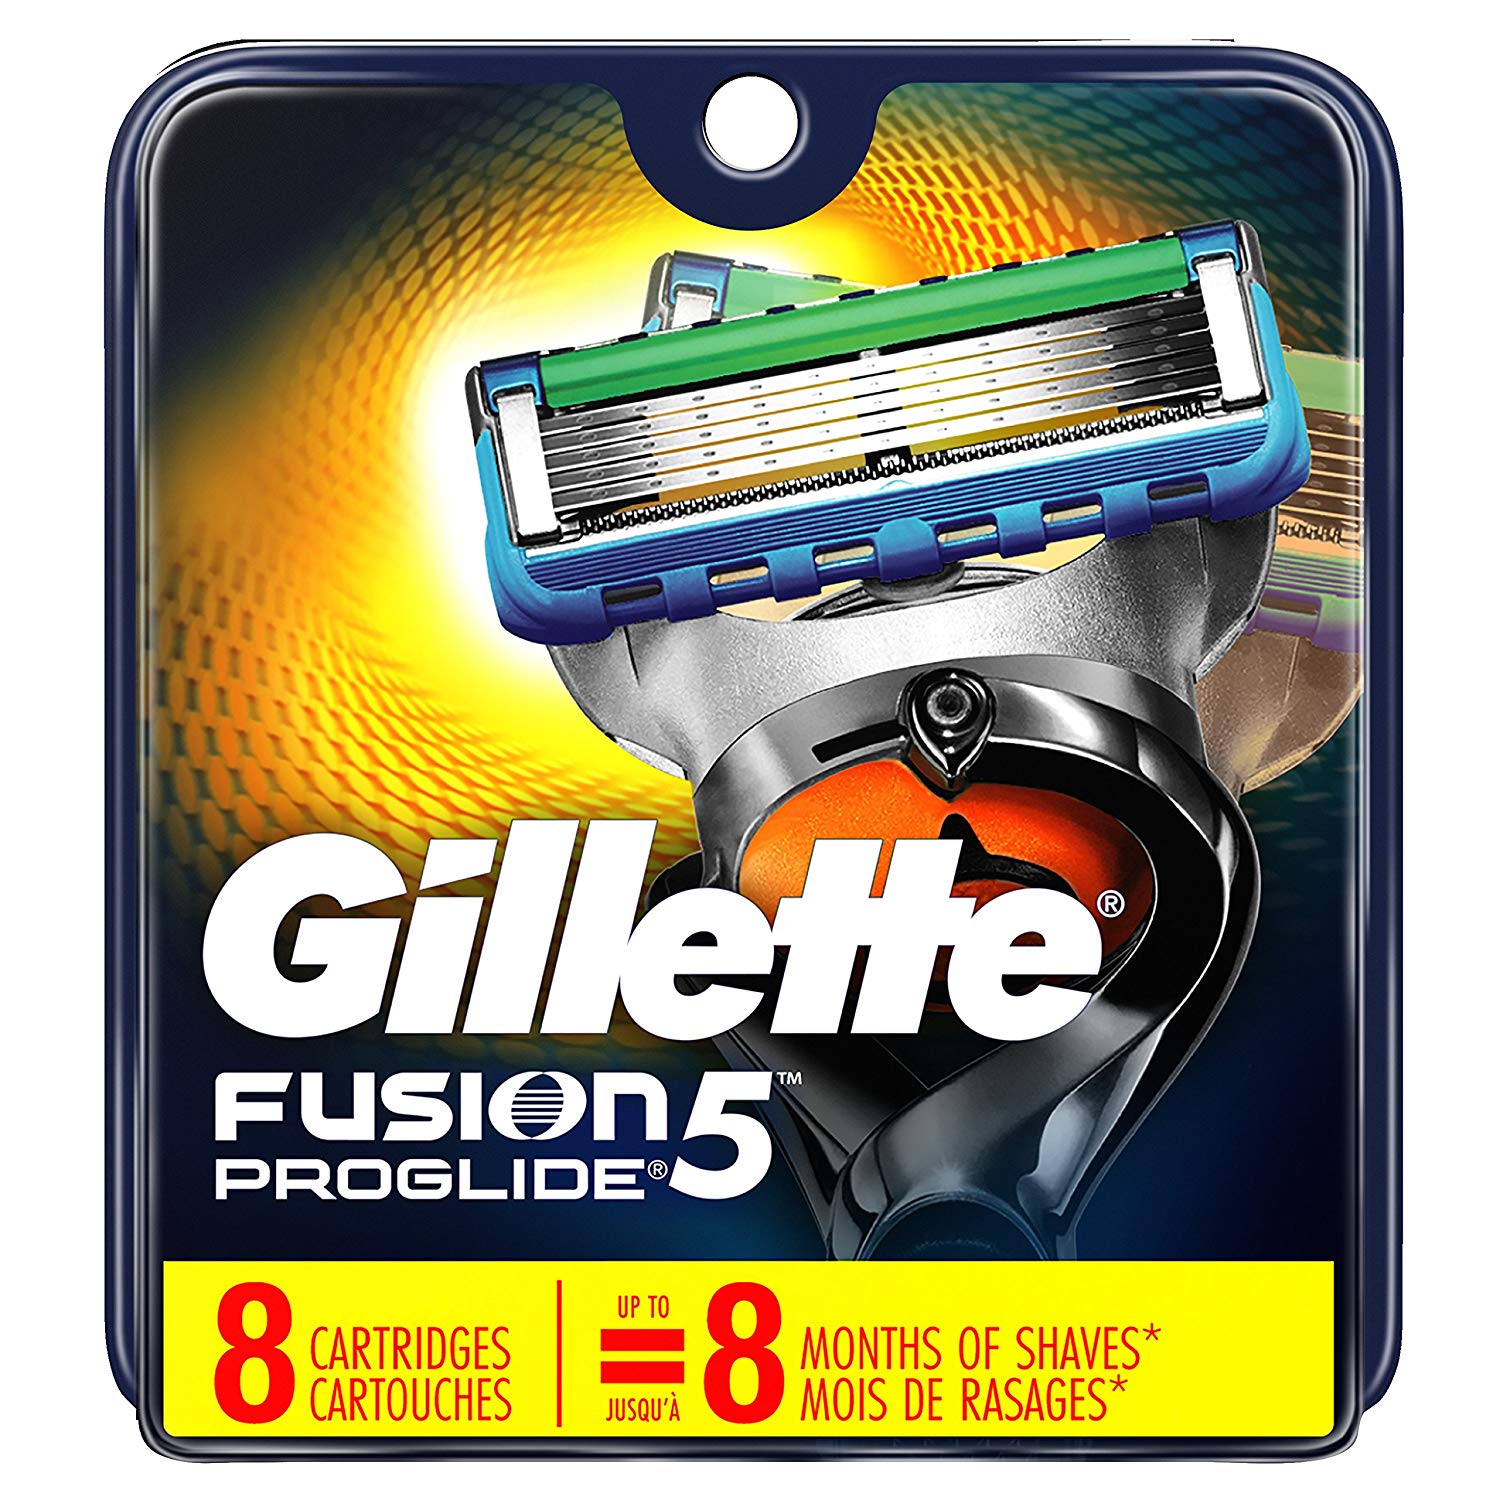 Gillette®
FUSION5™
PROGLIDE®
8 CARTRIDGES
CARTOUCHES
UP TO
=
JUSQU'À
8 MONTHS OF SHAVES*
MOIS DE RASAGES*